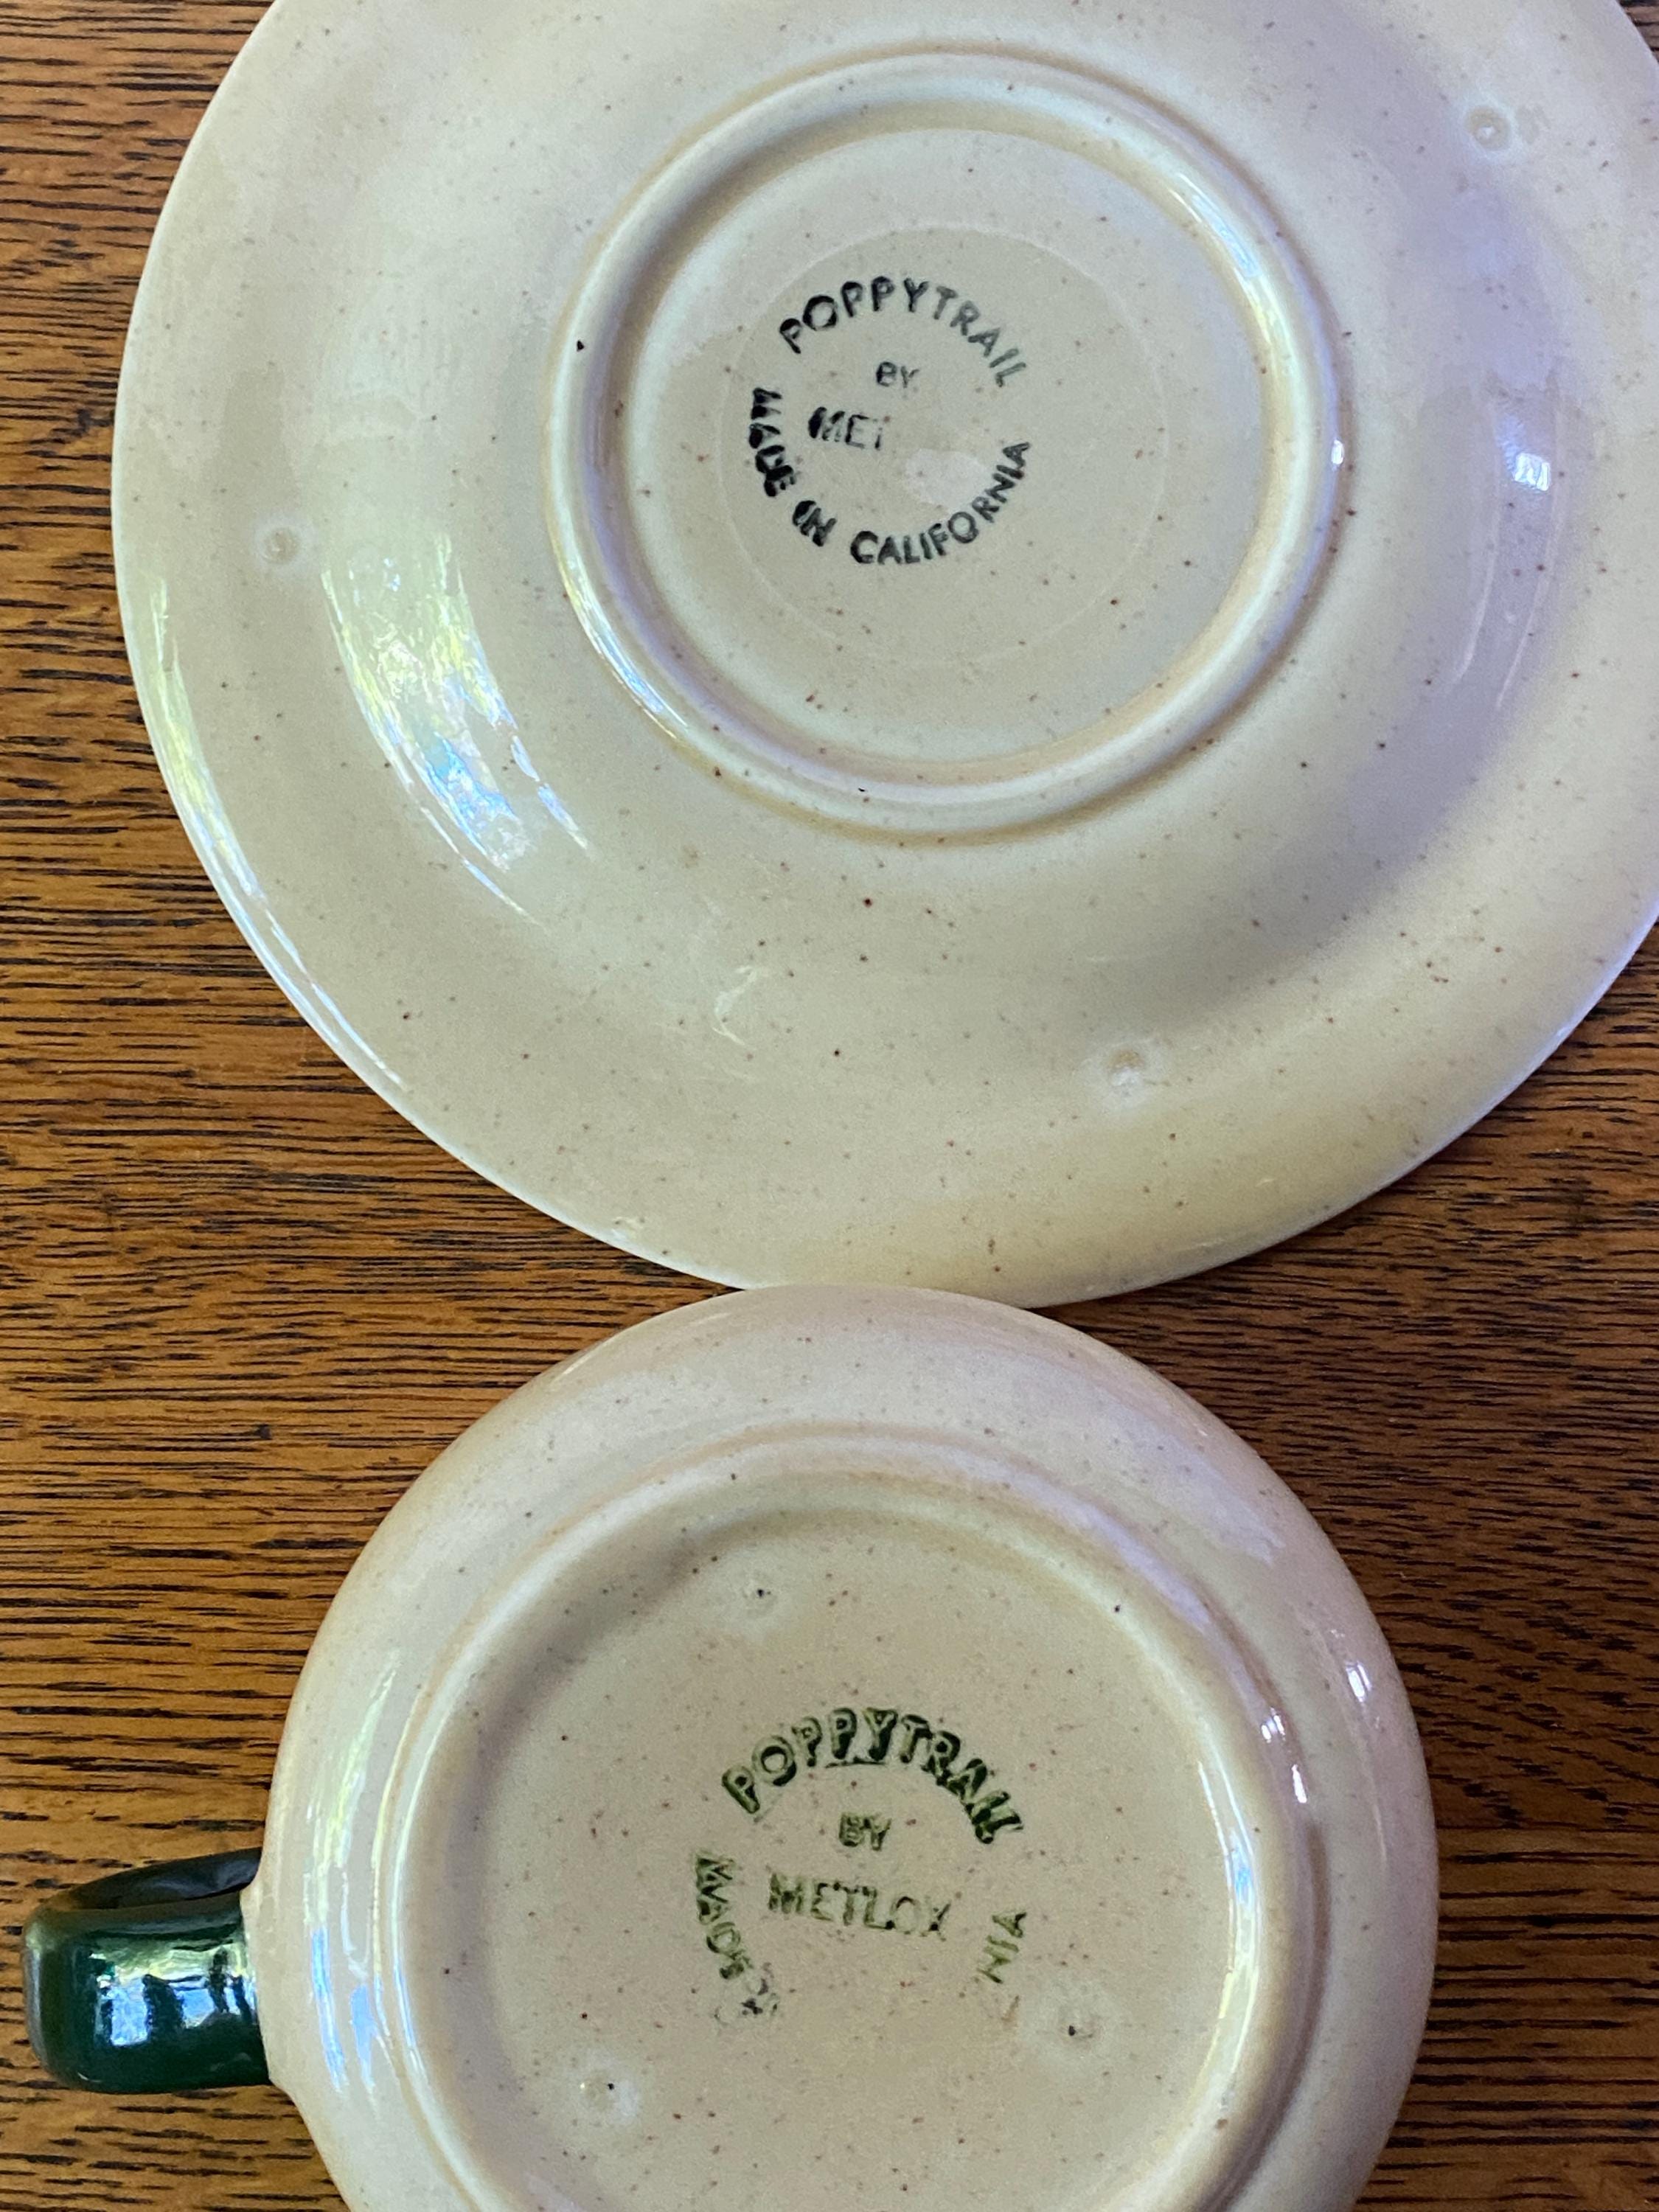 POPPYTRAIL
BY
MET
MADE IN CALIFORNIA
POPPYTRAIL
BY
METLOX
MADE
NIA